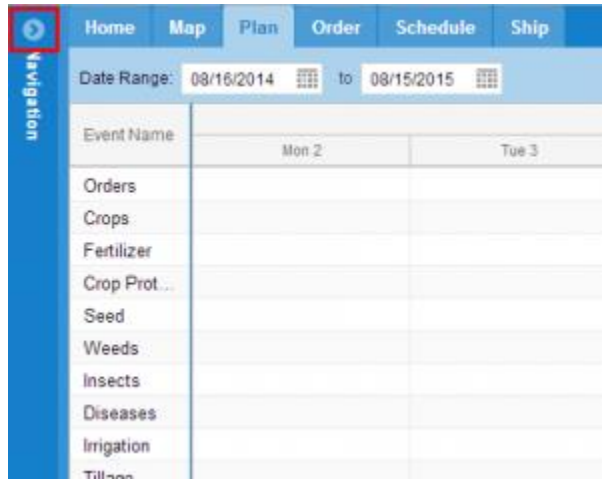 Home Map Plan Order Schedule Ship
Navigation
Date Range: 08/16/2014 to 08/15/2015
Event Name
Mon 2 Tue 3
Orders
Crops
Fertilizer
Crop Prot...
Seed
Weeds
Insects
Diseases
Irrigation
Tillage